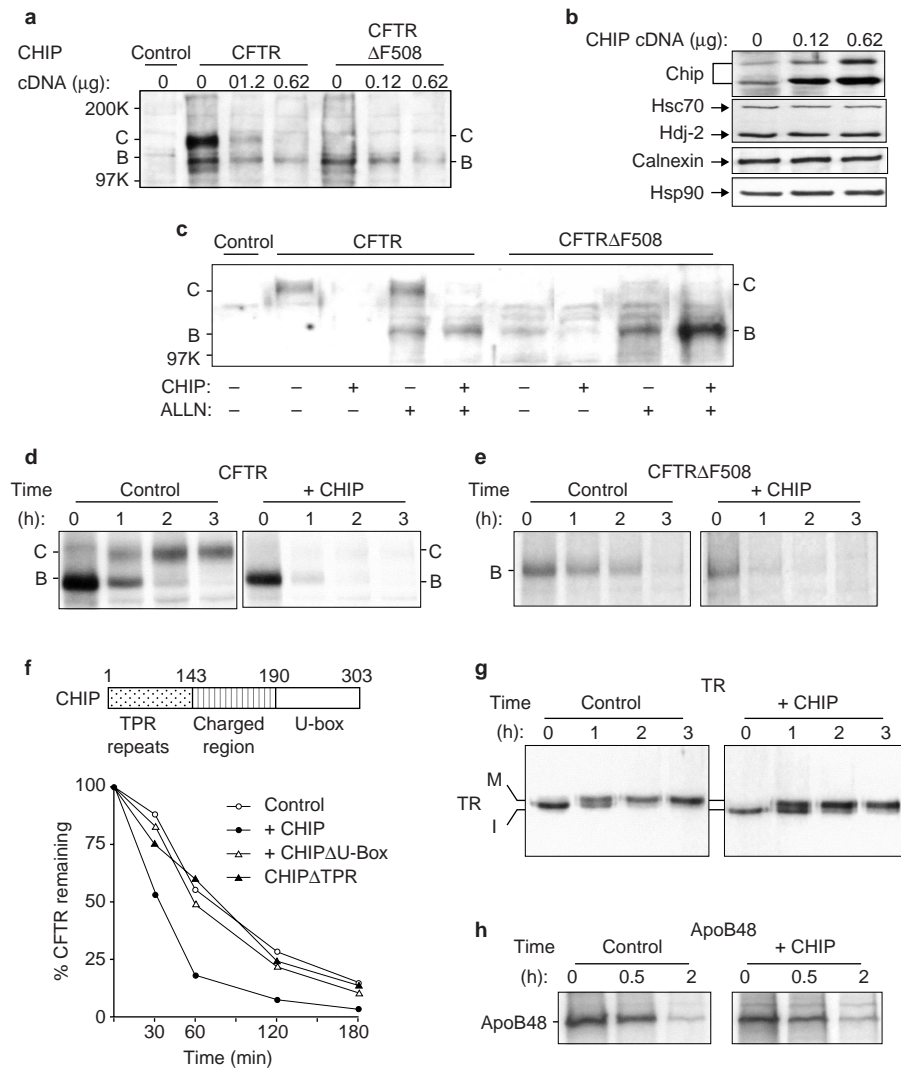 a
CFTR
CHIP Control CFTR ΔF508
cDNA (μg): 0 0 01.2 0.62 0 0.12 0.62
200K
C C
B B
97K
b
CHIP cDNA (μg) 0 0.12 0.62
Chip
Hsc70
Hdj-2
Calnexin
Hsp90
c
Control CFTR CFTRΔF508
C C
B B
97K
CHIP: – – + – + – + – +
ALLN: – – – + + – – + +
d
CFTR
Time Control + CHIP
(h): 0 1 2 3 0 1 2 3
C C
B B
e
CFTRΔF508
Time Control + CHIP
(h): 0 1 2 3 0 1 2 3
B
f
1 143 190 303
CHIP
TPR repeats Charged region U-box
% CFTR remaining
100
75
50
25
0
30 60 120 180
Time (min)
Control
+ CHIP
+ CHIPΔU-Box
CHIPΔTPR
g
TR
Time Control + CHIP
(h): 0 1 2 3 0 1 2 3
M
TR
I
h
ApoB48
Time Control + CHIP
(h): 0 0.5 2 0 0.5 2
ApoB48